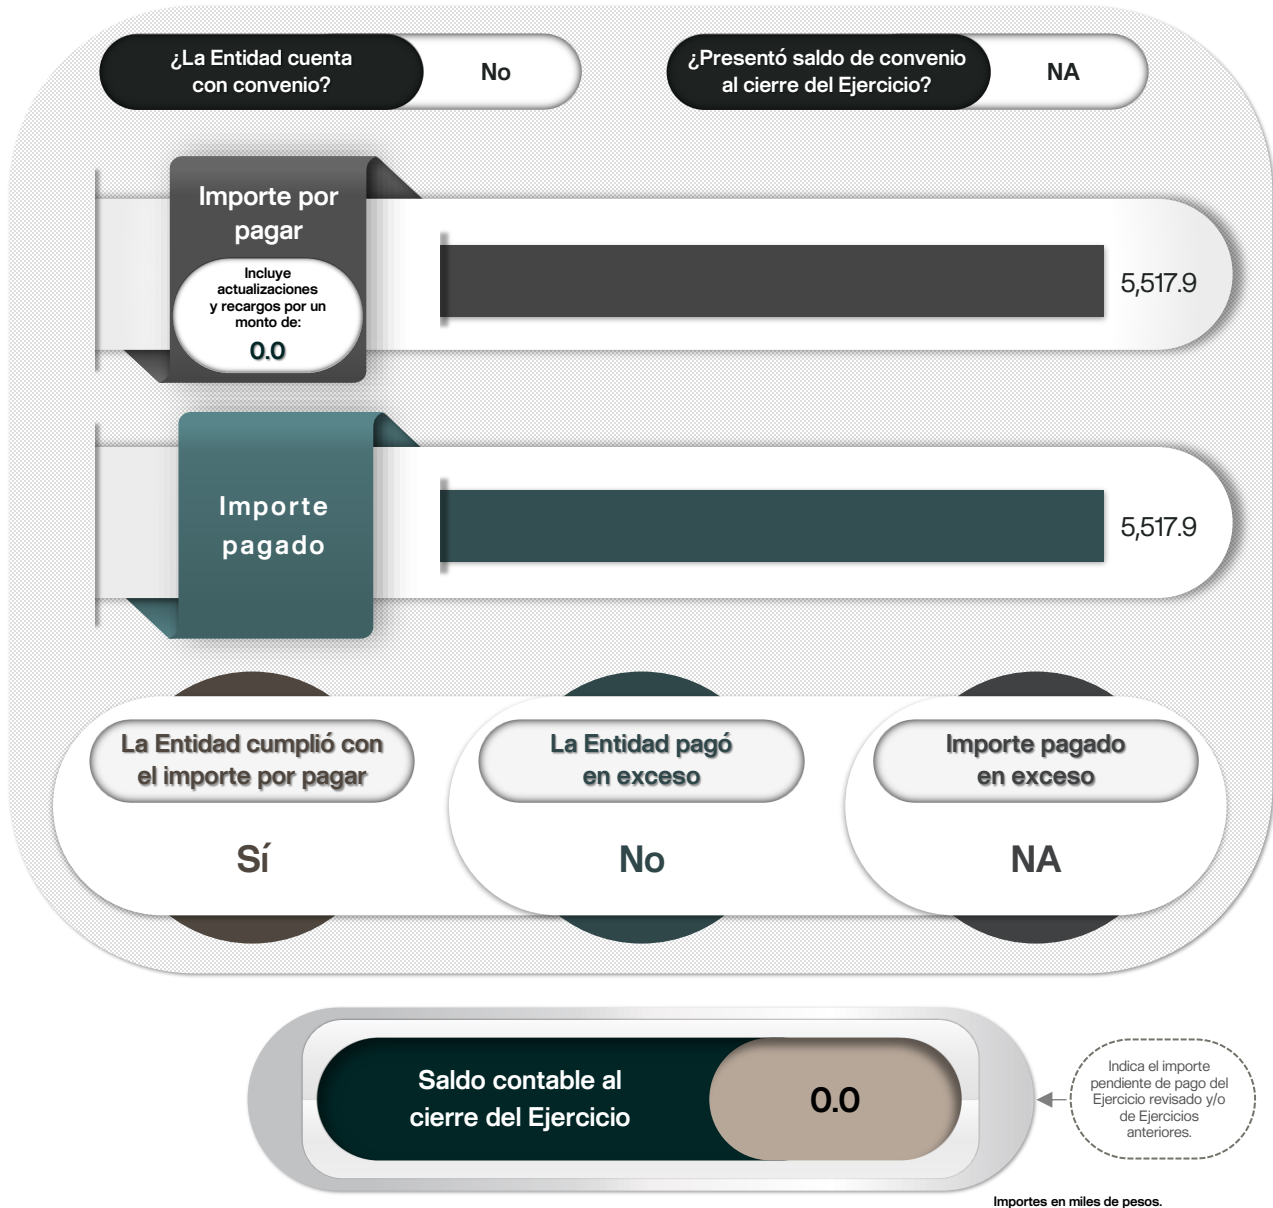 ¿La Entidad cuenta
con convenio?
No
¿Presentó saldo de convenio
al cierre del Ejercicio?
NA
Importe por
pagar
Incluye
actualizaciones
y recargos por un
monto de:
0.0
5,517.9
Importe
pagado
5,517.9
La Entidad cumplió con
el importe por pagar
Sí
La Entidad pagó
en exceso
No
Importe pagado
en exceso
NA
Saldo contable al
cierre del Ejercicio
0.0
Indica el importe
pendiente de pago del
Ejercicio revisado y/o
de Ejercicios
anteriores.
Importes en miles de pesos.